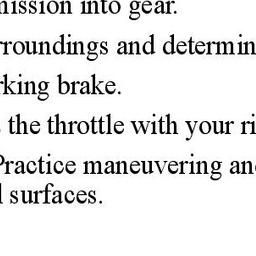 mission into gear.
rroundings and determin
rking brake.
the throttle with your ri
Practice maneuvering an
surfaces.